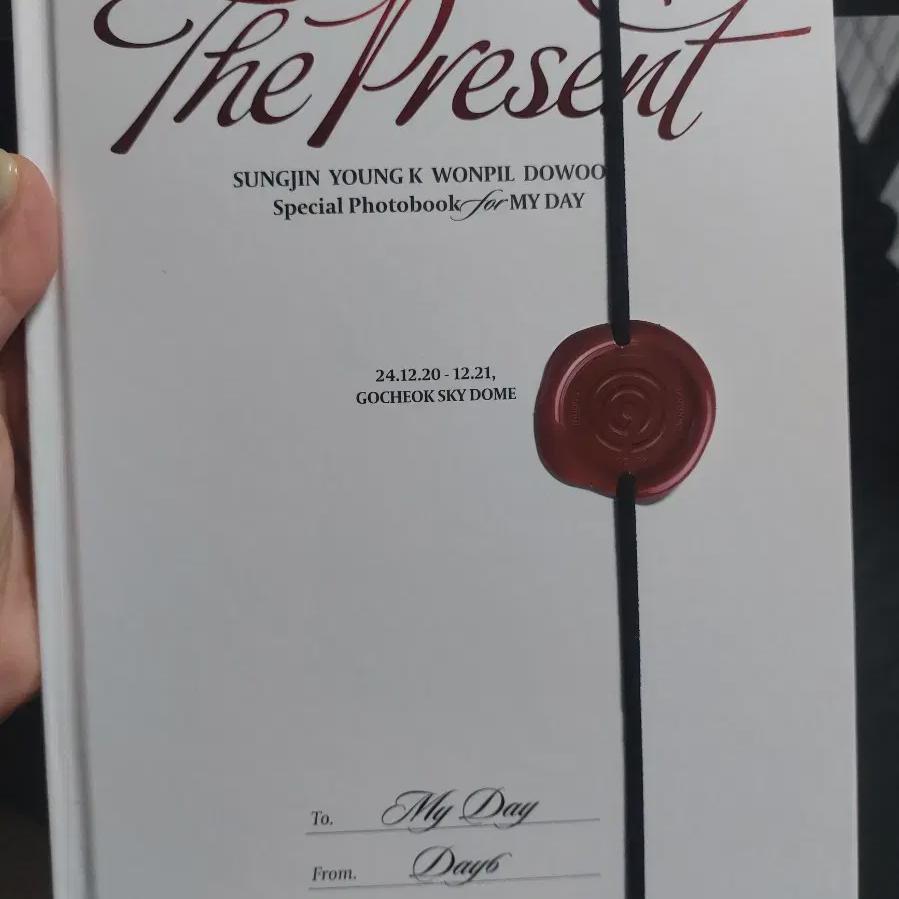 The Present
SUNGJIN YOUNG K WONPIL DOWOO
Special Photobook for MY DAY
24.12.20 - 12.21,
GOCHEOK SKY DOME
To. My Day
From. Day6